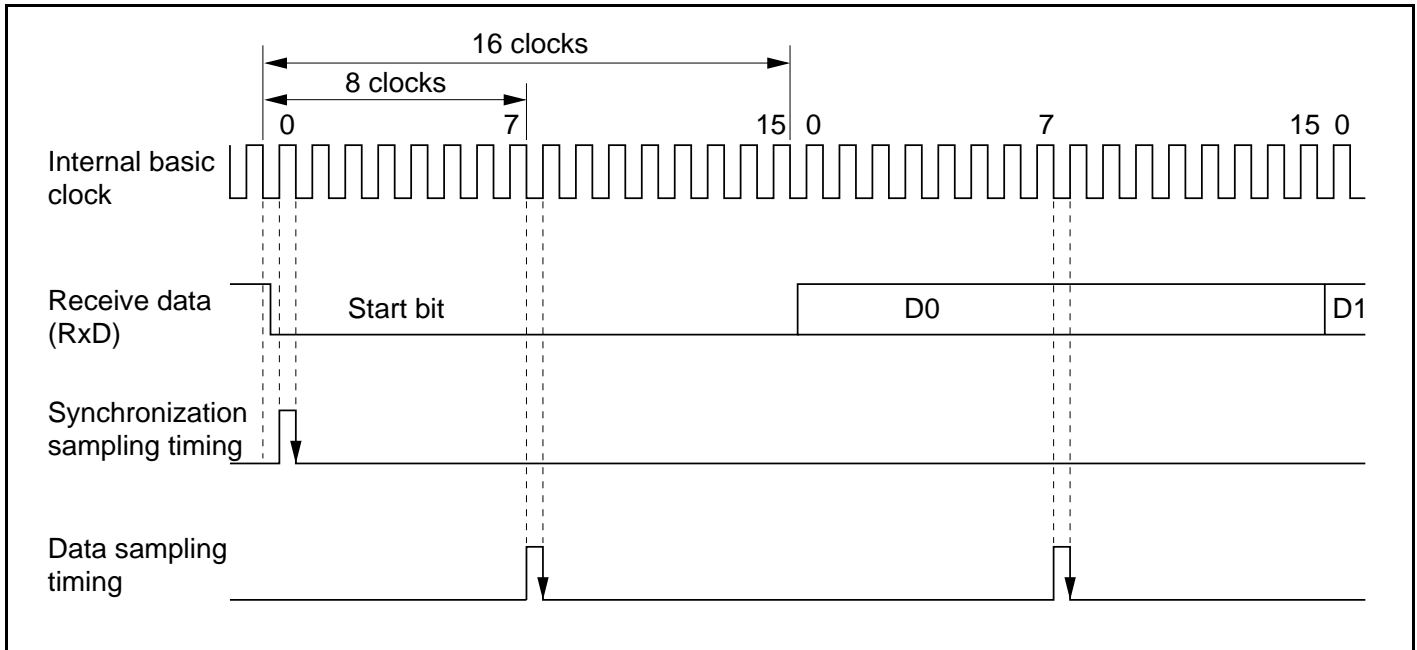 16 clocks
8 clocks
0 7 15 0 7 15 0
Internal basic
clock
Receive data
(RxD)
Start bit D0 D1
Synchronization
sampling timing
Data sampling
timing